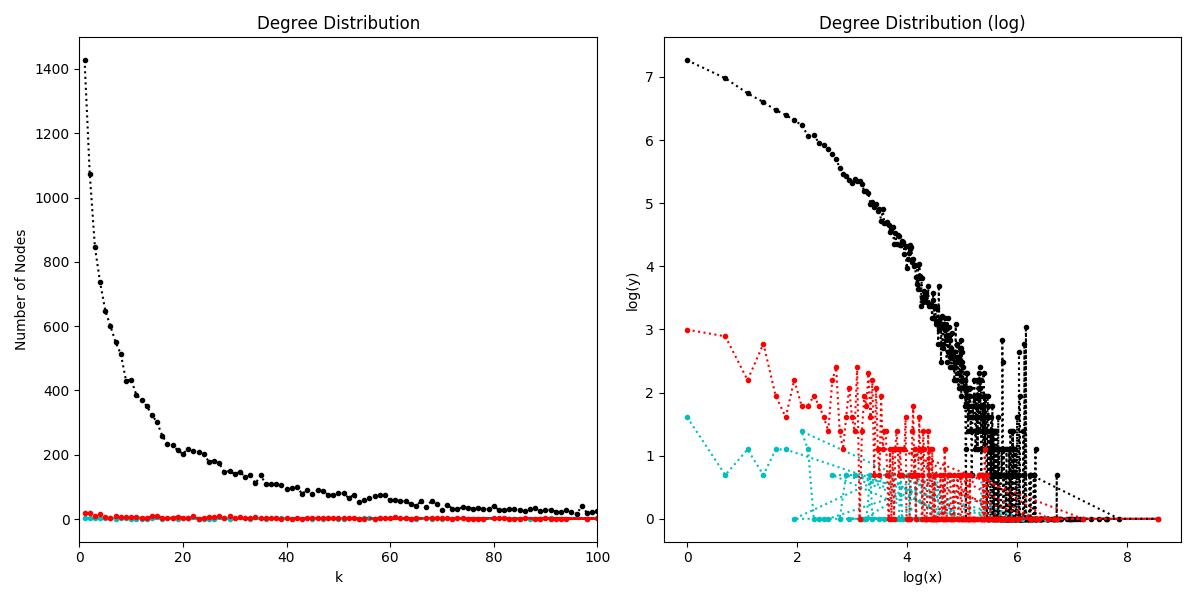 Degree Distribution
Number of Nodes
1400
1200
1000
800
600
400
200
0
0 20 40 60 80 100
k
Degree Distribution (log)
log(y)
7
6
5
4
3
2
1
0
0 2 4 6 8
log(x)